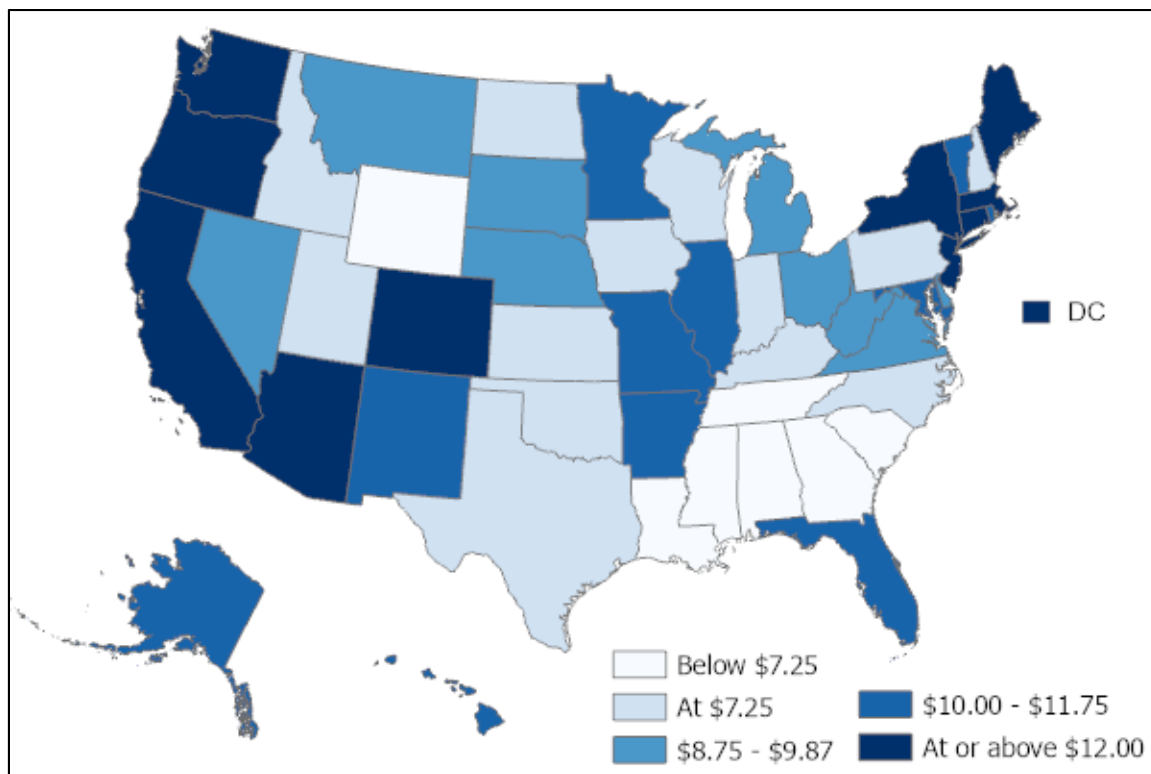 DC
Below $7.25
At $7.25
$8.75 - $9.87
$10.00 - $11.75
At or above $12.00